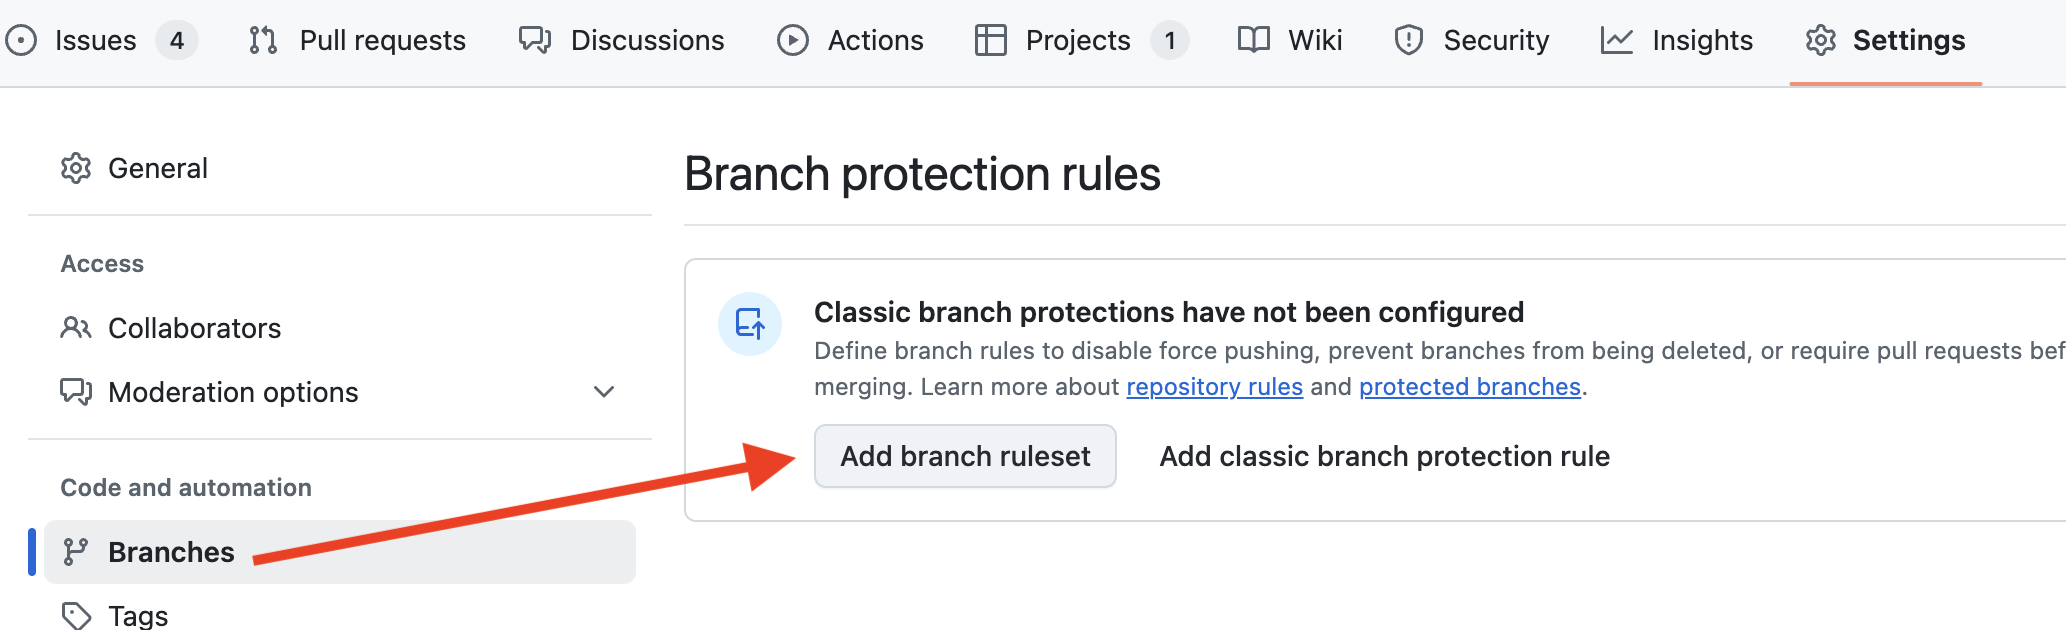 Issues 4 Pull requests Discussions Actions Projects 1 Wiki Security Insights Settings
General
Access
Collaborators
Moderation options
Code and automation
Branches
Tags
Branch protection rules
Classic branch protections have not been configured
Define branch rules to disable force pushing, prevent branches from being deleted, or require pull requests bef
merging. Learn more about repository rules and protected branches.
Add branch ruleset Add classic branch protection rule